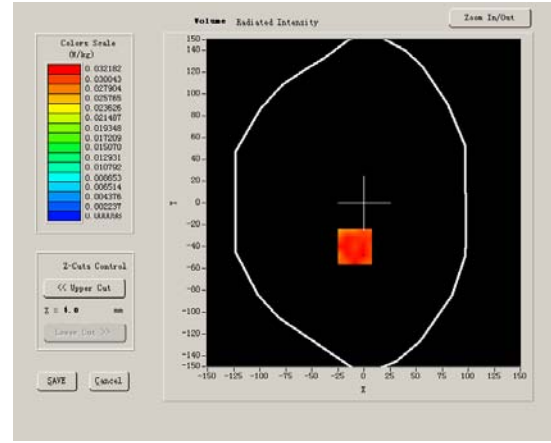 Volume Radiated Intensity
Zoom In/Out
Colors Scale
(W/kg)
0.032182
0.030043
0.027904
0.025765
0.023626
0.021487
0.019348
0.017209
0.015070
0.012931
0.010792
0.008653
0.006514
0.004376
0.002237
150
140
120
100
80
60
40
20
0
-20
-40
-60
-80
-100
-120
-140
-150
Y
-150 -125 -100 -75 -50 -25 0 25 50 75 100 125 150
X
Z-Cuts Control
<< Upper Cut
Z = 4.0 mm
Lower Cut >>
SAVE
Cancel